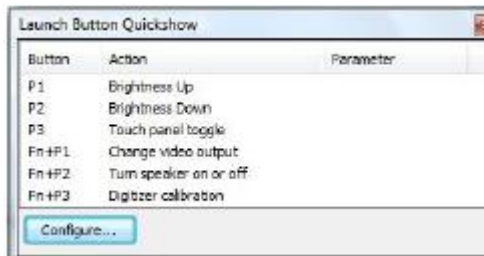 Launch Button Quickshow
Button Action Parameter
P1 Brightness Up
P2 Brightness Down
P3 Touch panel toggle
Fn+P1 Change video output
Fn+P2 Turn speaker on or off
Fn+P3 Digitizer calibration
Configure...